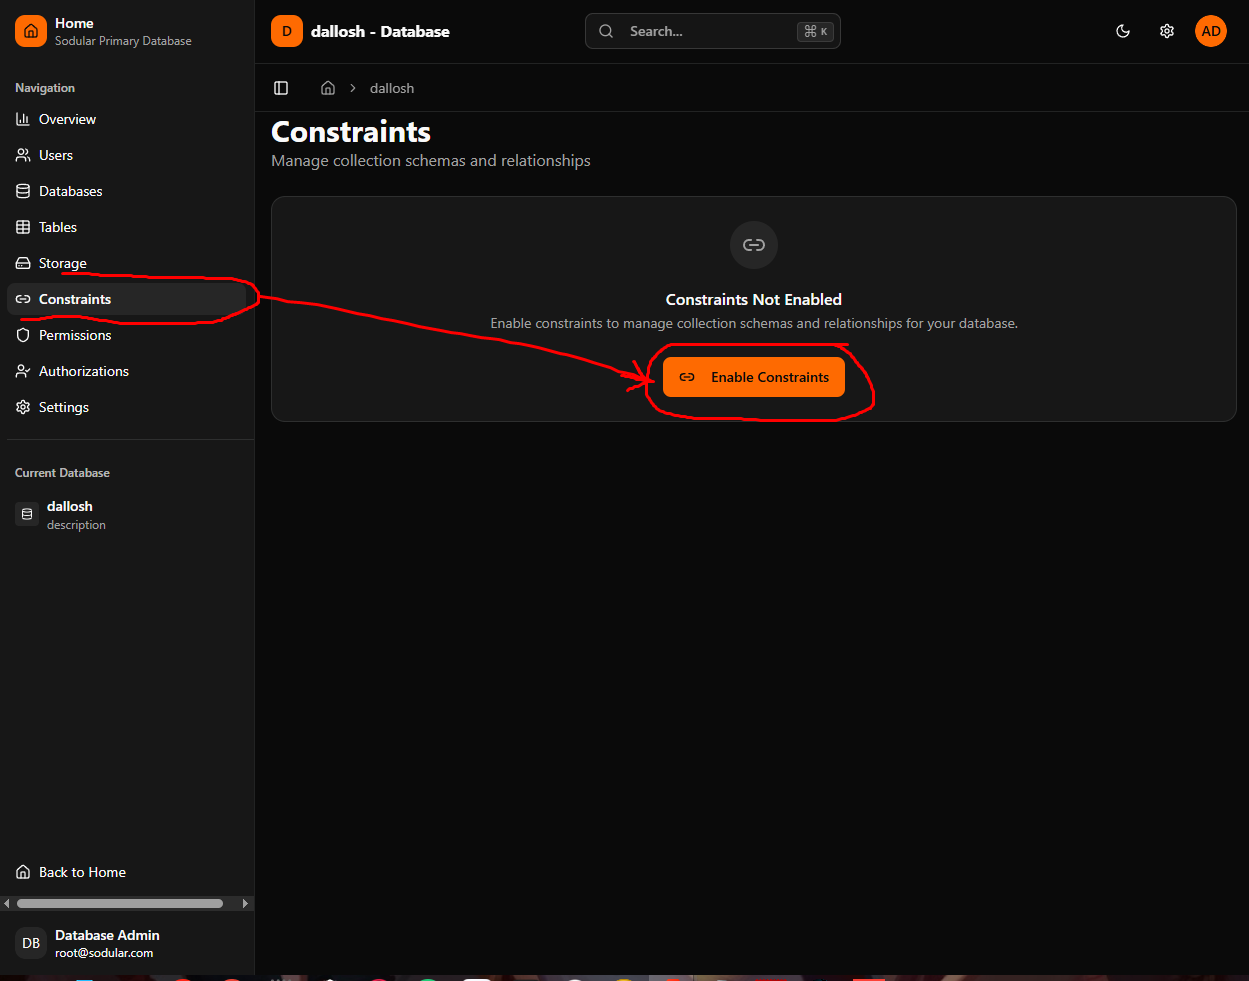 Home
Sodular Primary Database
D
dallosh - Database
Search...
⌘ K
AD
Navigation
Overview
Users
Databases
Tables
Storage
Constraints
Permissions
Authorizations
Settings
Current Database
dallosh
description
Back to Home
DB
Database Admin
root@sodular.com
dallosh
Constraints
Manage collection schemas and relationships
Constraints Not Enabled
Enable constraints to manage collection schemas and relationships for your database.
Enable Constraints